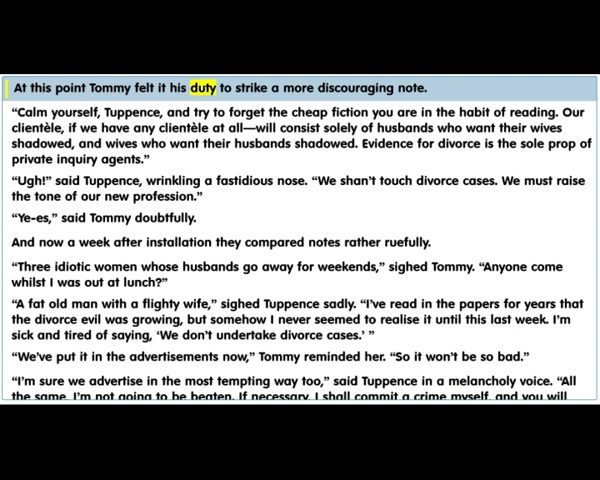 At this point Tommy felt it his duty to strike a more discouraging note.
“Calm yourself, Tuppence, and try to forget the cheap fiction you are in the habit of reading. Our
clientèle, if we have any clientèle at all—will consist solely of husbands who want their wives
shadowed, and wives who want their husbands shadowed. Evidence for divorce is the sole prop of
private inquiry agents.”
“Ugh!” said Tuppence, wrinkling a fastidious nose. “We shan’t touch divorce cases. We must raise
the tone of our new profession.”
“Ye-es,” said Tommy doubtfully.
And now a week after installation they compared notes rather ruefully.
“Three idiotic women whose husbands go away for weekends,” sighed Tommy. “Anyone come
whilst I was out at lunch?”
“A fat old man with a flighty wife,” sighed Tuppence sadly. “I’ve read in the papers for years that
the divorce evil was growing, but somehow I never seemed to realise it until this last week. I’m
sick and tired of saying, ‘We don’t undertake divorce cases.’ ”
“We’ve put it in the advertisements now,” Tommy reminded her. “So it won’t be so bad.”
“I’m sure we advertise in the most tempting way too,” said Tuppence in a melancholy voice. “All
the same, I’m not going to be beaten. If necessary, I shall commit a crime myself, and you will